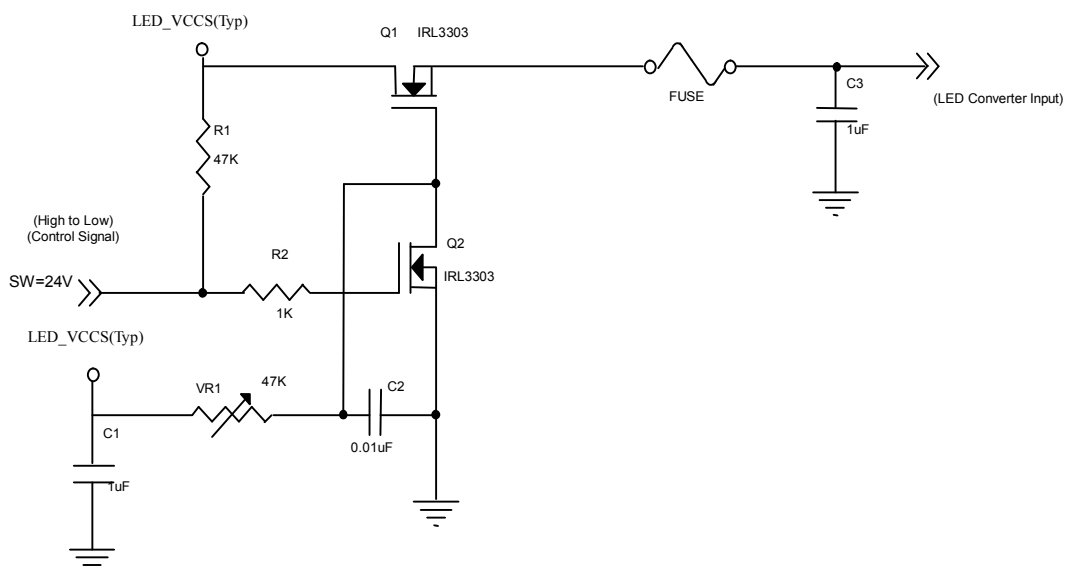 LED_VCCS(Typ)
Q1 IRL3303
FUSE
C3
1uF
(LED Converter Input)
R1
47K
(High to Low)
(Control Signal)
SW=24V
R2
1K
Q2
IRL3303
LED_VCCS(Typ)
VR1
47K
C2
0.01uF
C1
1uF